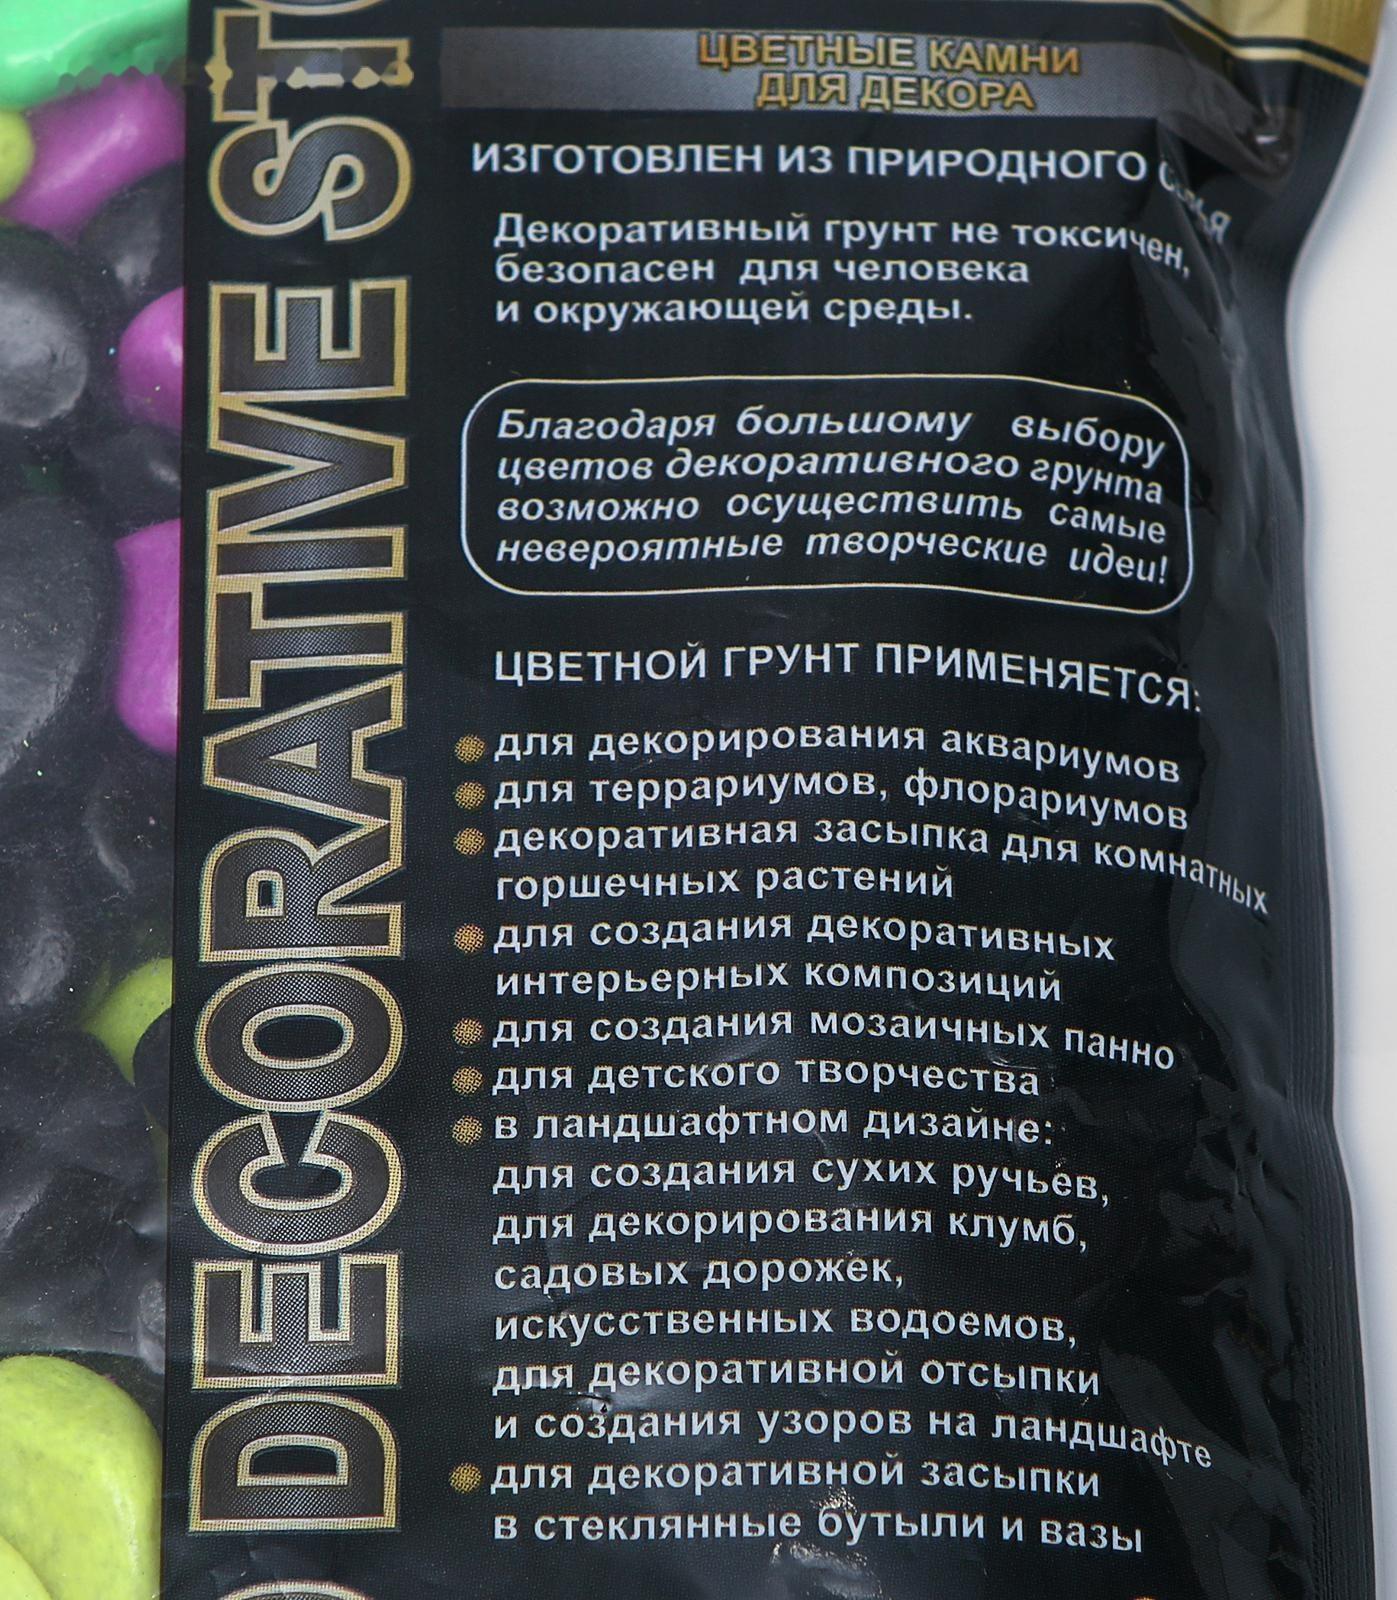 DECORATIVE
ЦВЕТНЫЕ КАМНИ
ДЛЯ ДЕКОРА
ИЗГОТОВЛЕН ИЗ ПРИРОДНОГО СЫРЬЯ
Декоративный грунт не токсичен,
безопасен для человека
и окружающей среды.
Благодаря большому выбору
цветов декоративного грунта
возможно осуществить самые
невероятные творческие идеи!
ЦВЕТНОЙ ГРУНТ ПРИМЕНЯЕТСЯ:
для декорирования аквариумов
для террариумов, флорариумов
декоративная засыпка для комнатных
горшечных растений
для создания декоративных
интерьерных композиций
для создания мозаичных панно
для детского творчества
в ландшафтном дизайне:
для создания сухих ручьев,
для декорирования клумб,
садовых дорожек,
искусственных водоемов,
для декоративной отсыпки
и создания узоров на ландшафте
для декоративной засыпки
в стеклянные бутыли и вазы